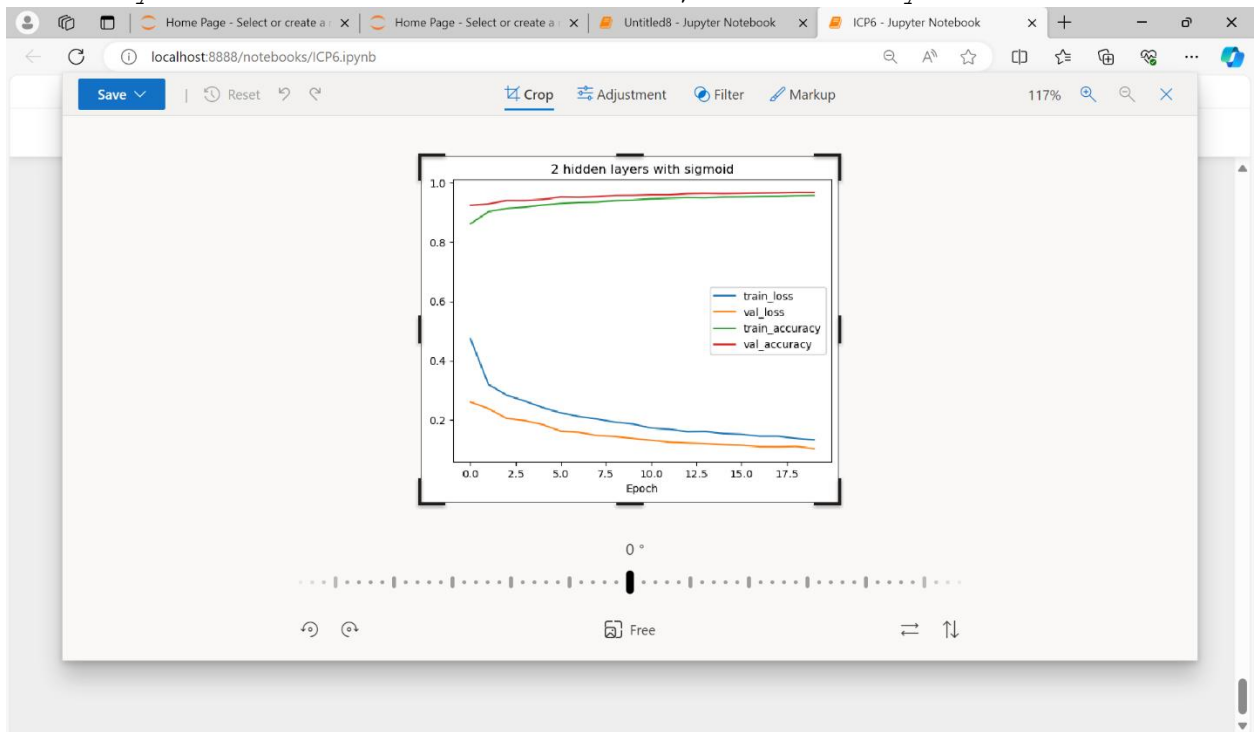 Home Page - Select or create a
Home Page - Select or create a
Untitled8 - Jupyter Notebook
ICP6 - Jupyter Notebook
localhost:8888/notebooks/ICP6.ipynb
Save
Reset
Crop
Adjustment
Filter
Markup
117%
2 hidden layers with sigmoid
1.0
0.8
0.6
0.4
0.2
train_loss
val_loss
train_accuracy
val_accuracy
0.0 2.5 5.0 7.5 10.0 12.5 15.0 17.5
Epoch
0 °
Free